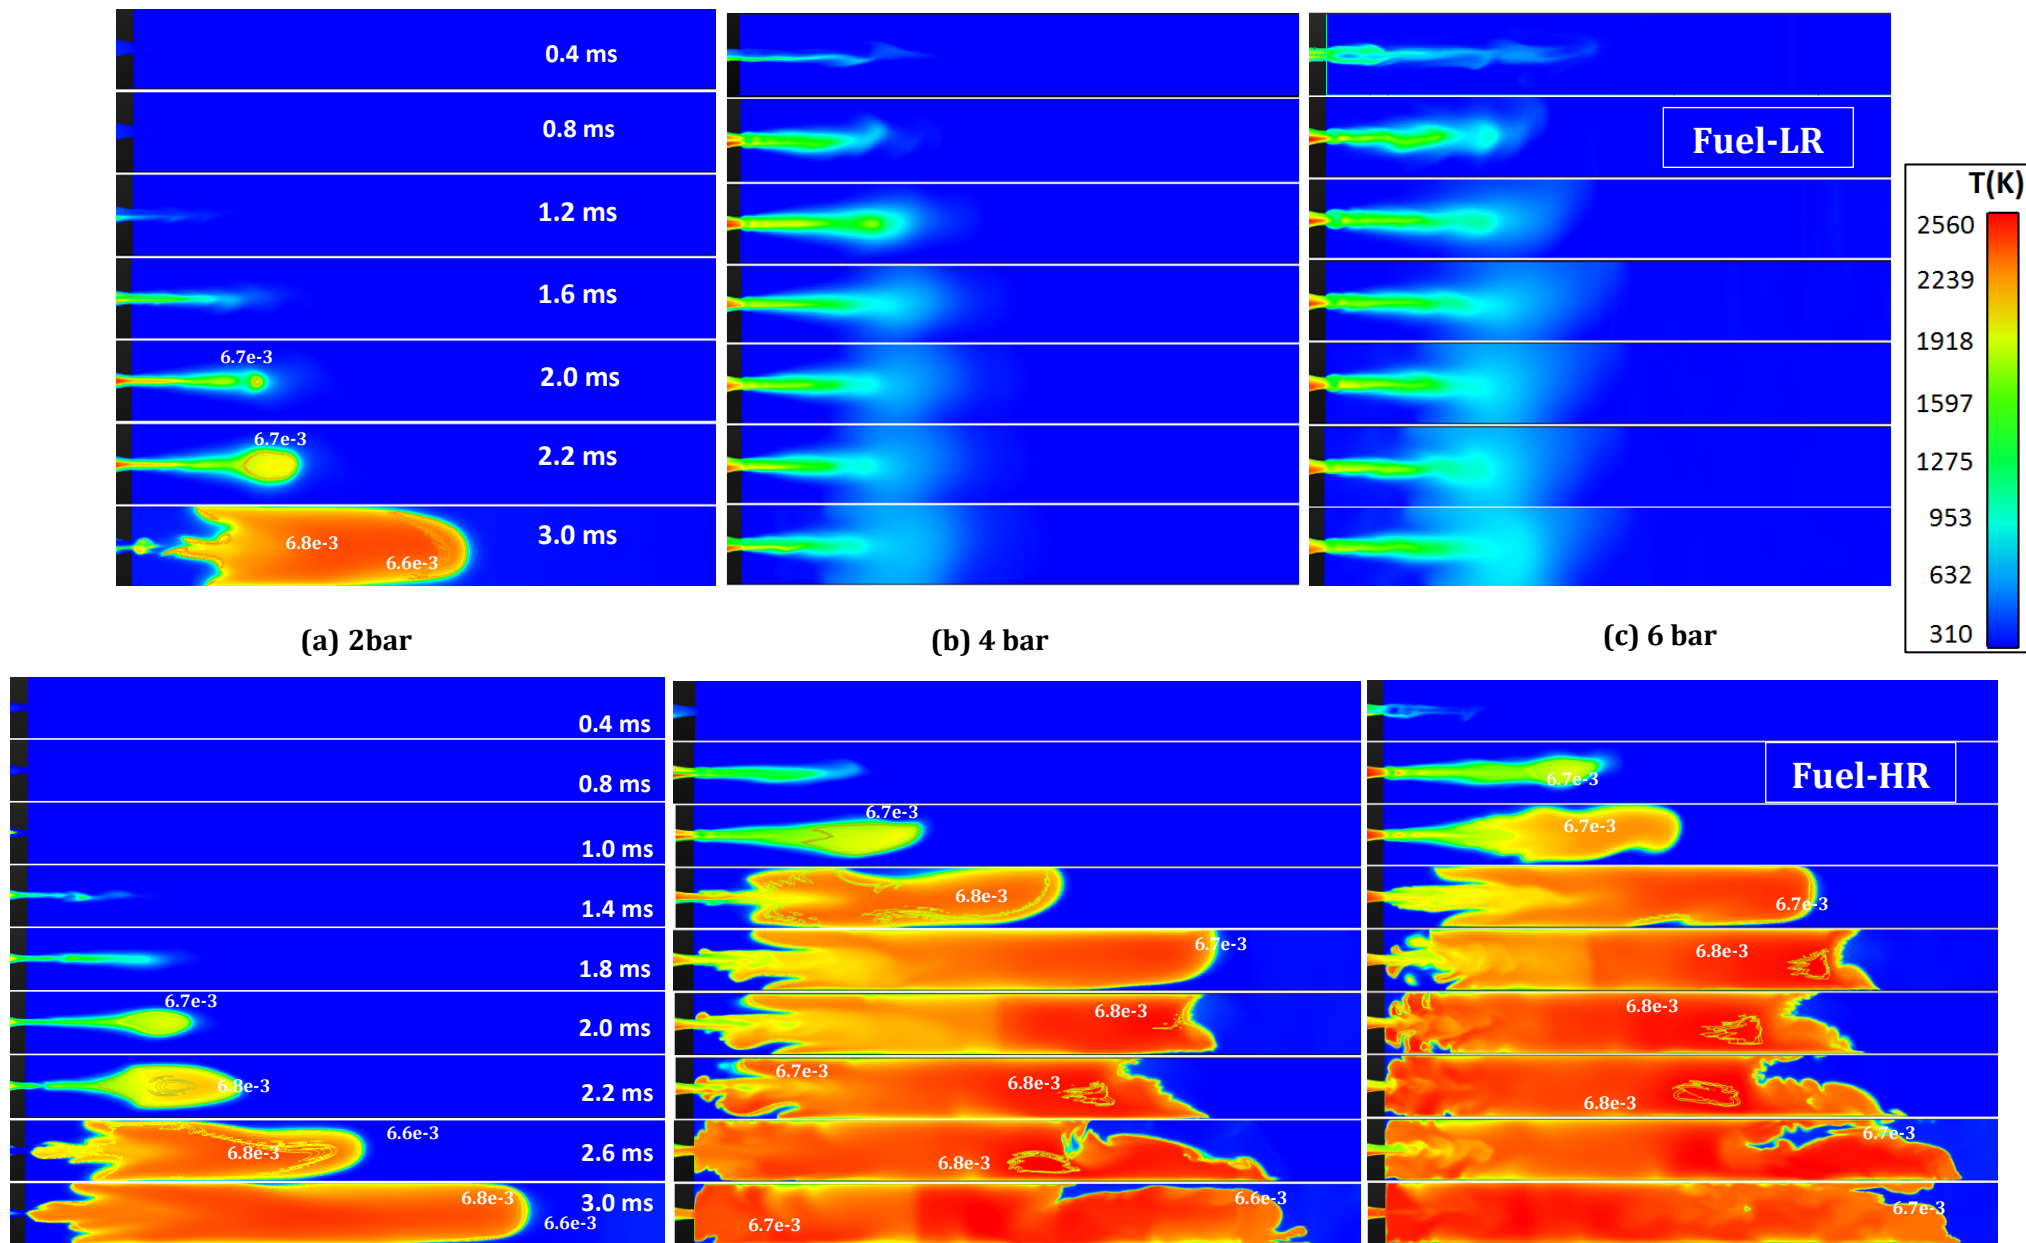 0.4 ms
0.8 ms
Fuel-LR
T(K)
1.2 ms
2560
2239
1.6 ms
1918
6.7e-3
2.0 ms
1597
6.7e-3
2.2 ms
1275
953
6.8e-3
6.6e-3
3.0 ms
632
310
(a) 2bar
(b) 4 bar
(c) 6 bar
0.4 ms
0.8 ms
6.7e-3
Fuel-HR
1.0 ms
6.7e-3
6.7e-3
1.4 ms
6.8e-3
6.7e-3
1.8 ms
6.7e-3
6.8e-3
6.7e-3
2.0 ms
6.8e-3
6.8e-3
6.8e-3
2.2 ms
6.7e-3
6.8e-3
6.8e-3
6.6e-3
6.8e-3
2.6 ms
6.8e-3
6.7e-3
6.8e-3
6.6e-3
3.0 ms
6.7e-3
6.6e-3
6.7e-3